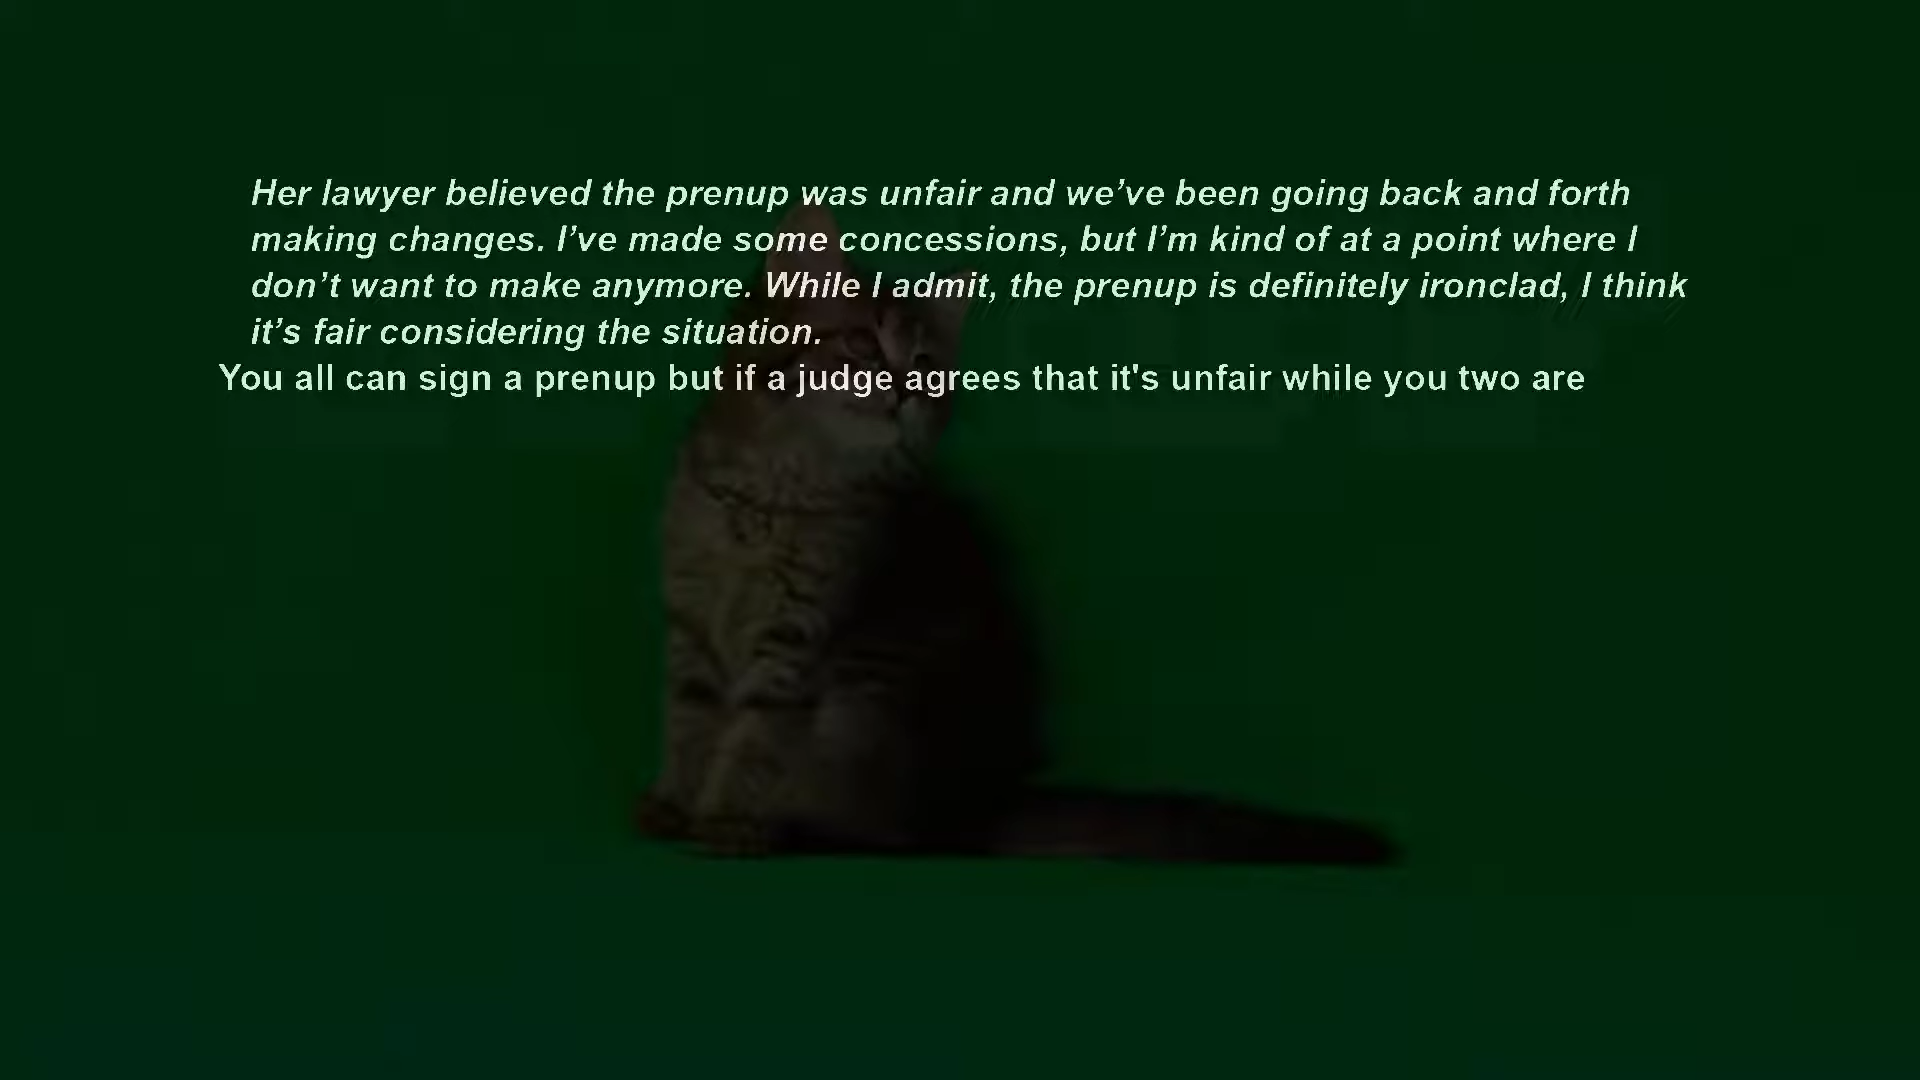 Her lawyer believed the prenup was unfair and we’ve been going back and forth
making changes. I’ve made some concessions, but I’m kind of at a point where I
don’t want to make anymore. While I admit, the prenup is definitely ironclad, I think
it’s fair considering the situation.
You all can sign a prenup but if a judge agrees that it's unfair while you two are